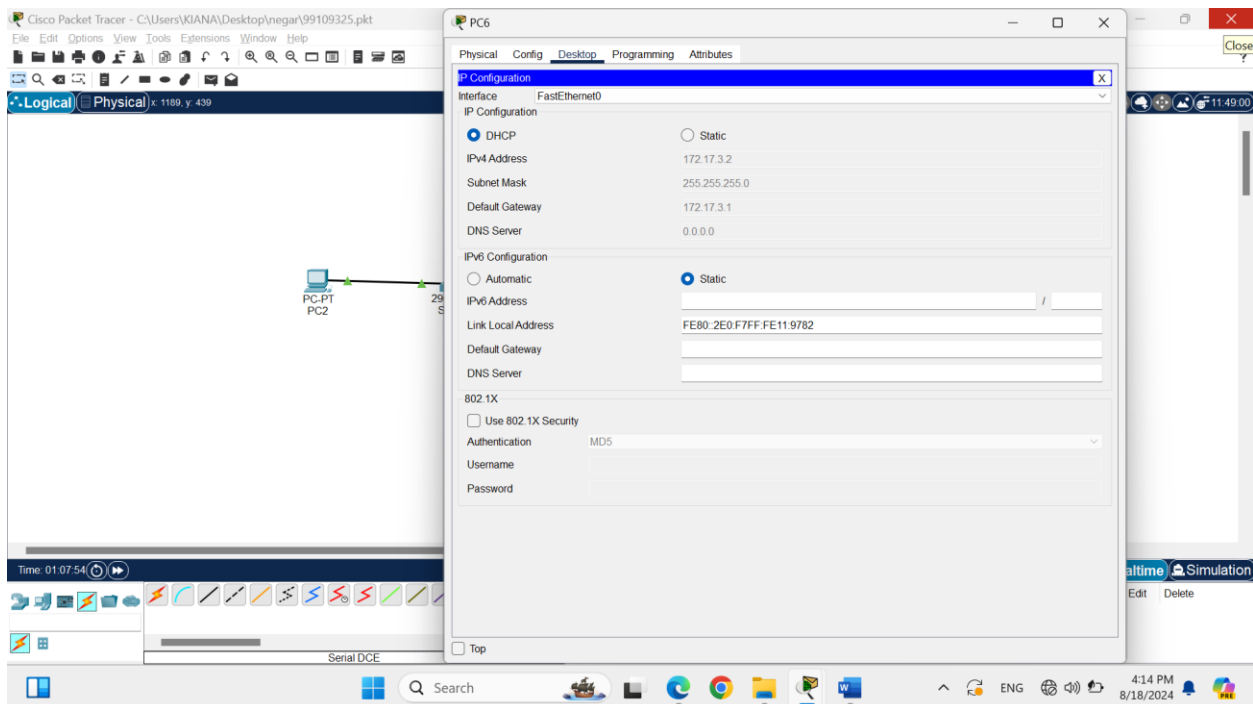 Cisco Packet Tracer - C:\Users\KIANA\Desktop\negar\99109325.pkt
File Edit Options View Tools Extensions Window Help
Logical Physical x: 1189, y: 439
PC-PT
PC2
29
S
Time: 01:07:54
Serial DCE
PC6
Physical Config Desktop Programming Attributes
IP Configuration X
Interface FastEthernet0
IP Configuration
DHCP Static
IPv4 Address 172.17.3.2
Subnet Mask 255.255.255.0
Default Gateway 172.17.3.1
DNS Server 0.0.0.0
IPv6 Configuration
Automatic Static
IPv6 Address /
Link Local Address FE80::2E0:F7FF:FE11:9782
Default Gateway
DNS Server
802.1X
Use 802.1X Security
Authentication MD5
Username
Password
Top
Close
?
11:49:00
altime Simulation
Edit Delete
Search
ENG
4:14 PM
8/18/2024
PRE